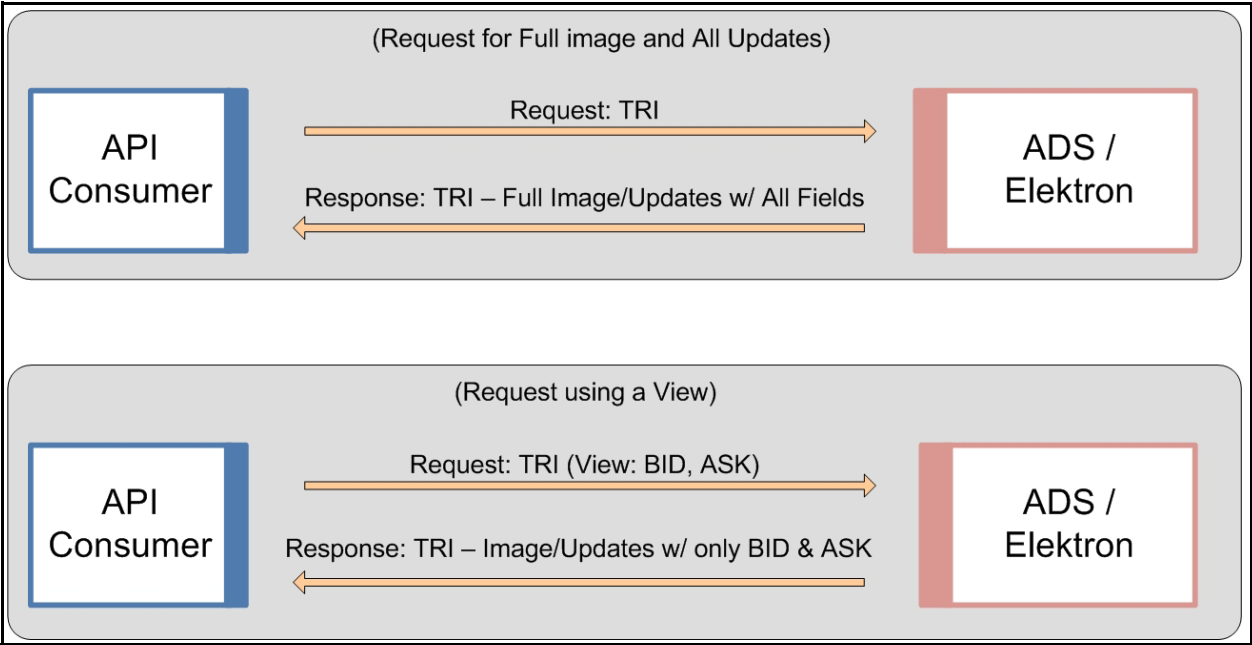 (Request for Full image and All Updates)
API
Consumer
Request: TRI
Response: TRI – Full Image/Updates w/ All Fields
ADS /
Elektron
(Request using a View)
API
Consumer
Request: TRI (View: BID, ASK)
Response: TRI – Image/Updates w/ only BID & ASK
ADS /
Elektron